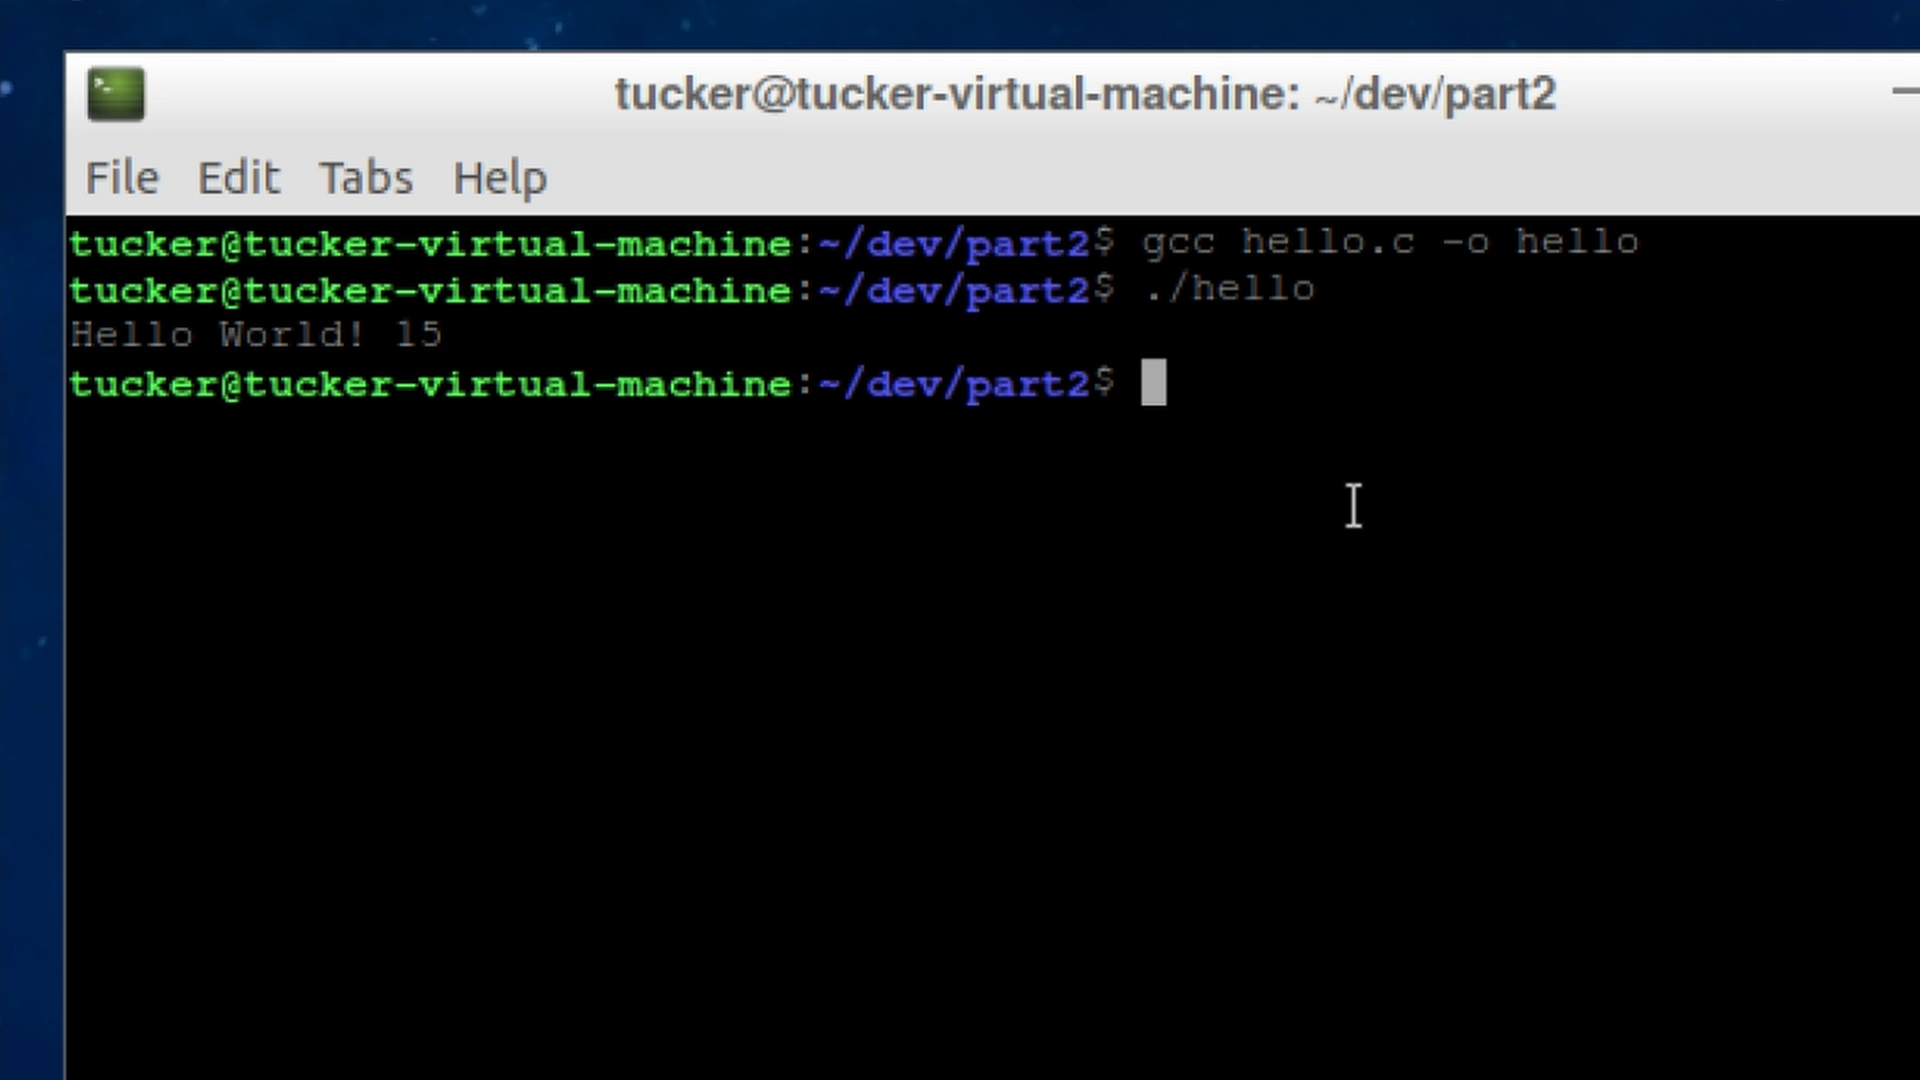 tucker@tucker-virtual-machine: ~/dev/part2
File Edit Tabs Help
tucker@tucker-virtual-machine:~/dev/part2$ gcc hello.c -o hello
tucker@tucker-virtual-machine:~/dev/part2$ ./hello
Hello World! 15
tucker@tucker-virtual-machine:~/dev/part2$